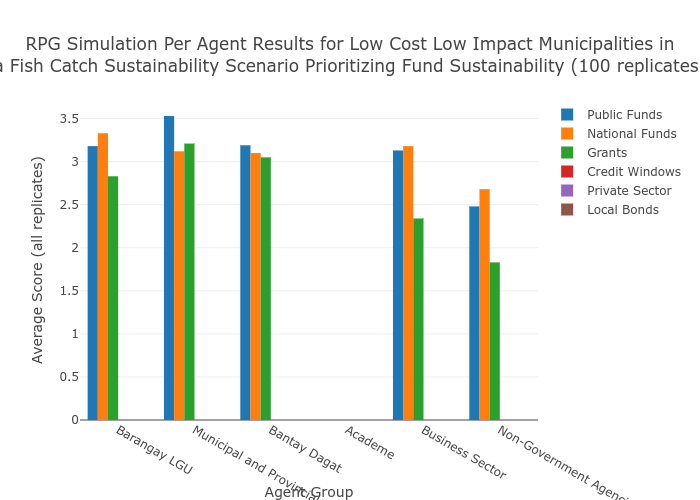 RPG Simulation Per Agent Results for Low Cost Low Impact Municipalities in
Fish Catch Sustainability Scenario Prioritizing Fund Sustainability (100 replicates
Public Funds
National Funds
Grants
Credit Windows
Private Sector
Local Bonds
Average Score (all replicates)
3.5
3
2.5
2
1.5
1
0.5
0
Barangay LGU
Municipal and
Bantay Dagat
Academe
Business Sector
Non-Government
Agent Group